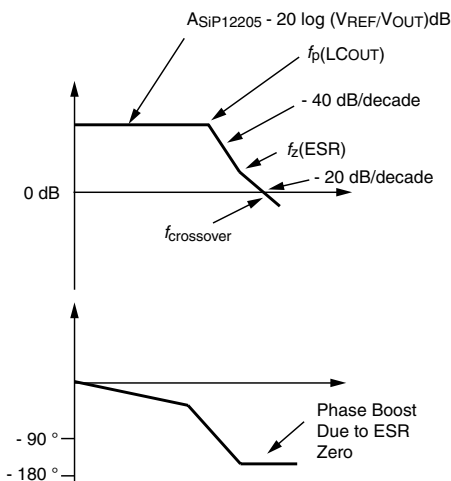 ASiP12205 - 20 log (VREF/VOUT)dB
fp(LCOUT)
- 40 dB/decade
fz(ESR)
- 20 dB/decade
0 dB
fcrossover
Phase Boost
Due to ESR
Zero
- 90 °
- 180 °